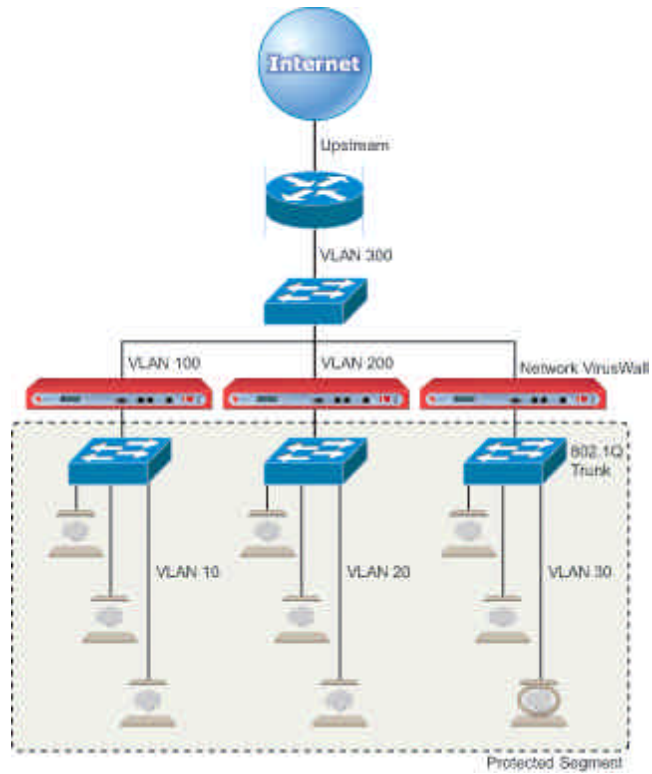 Internet
Upstream
VLAN 300
VLAN 100
VLAN 200
Network VirusWall
802.1Q
Trunk
VLAN 10
VLAN 20
VLAN 30
Protected Segment